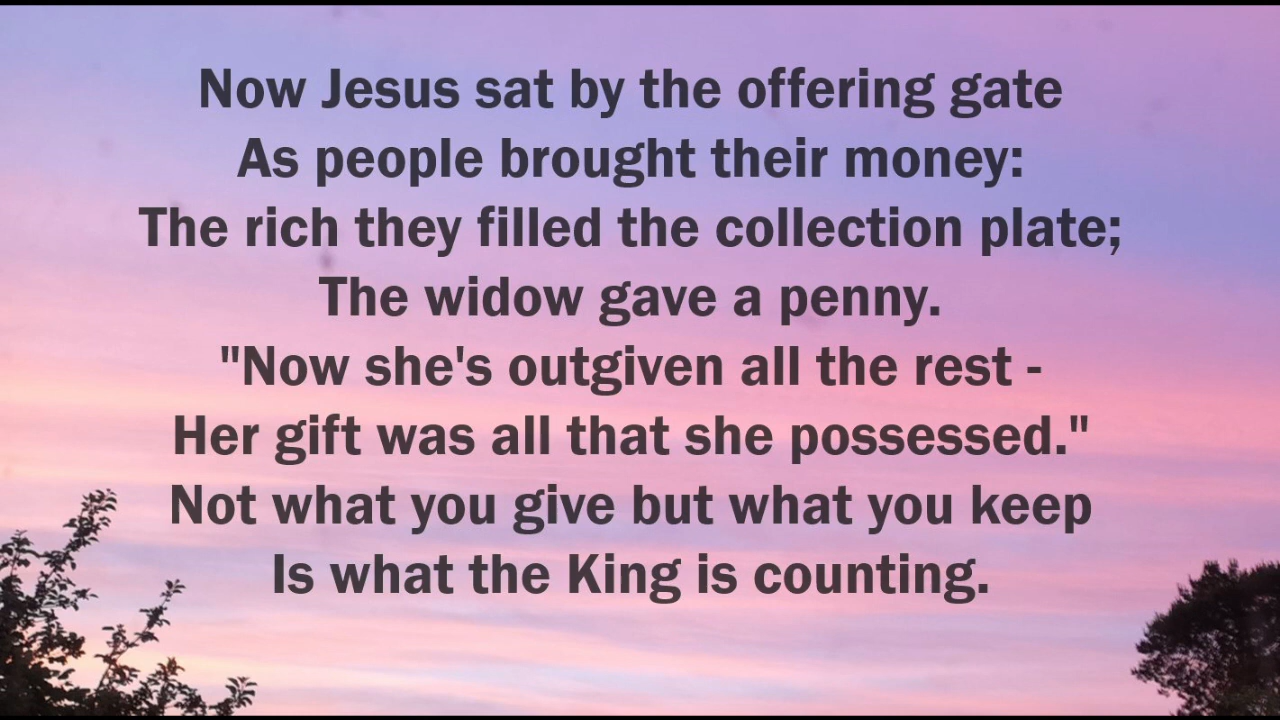 Now Jesus sat by the offering gate
As people brought their money:
The rich they filled the collection plate;
The widow gave a penny.
"Now she's outgiven all the rest -
Her gift was all that she possessed."
Not what you give but what you keep
Is what the King is counting.